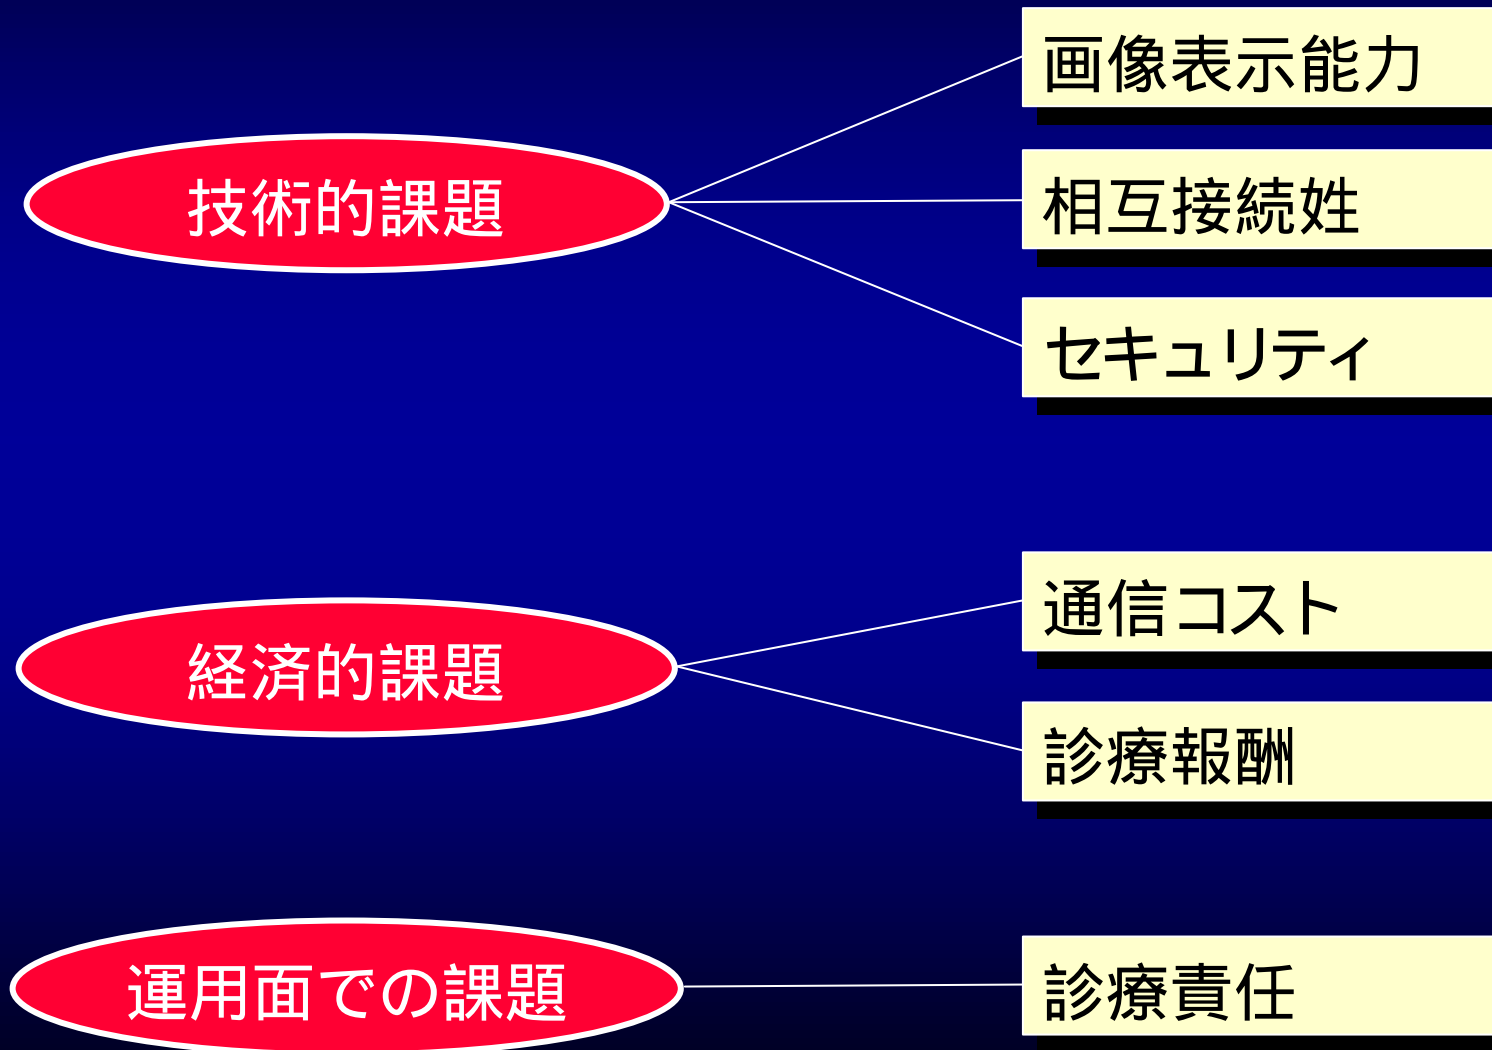 技術的課題
画像表示能力
相互接続姓
セキュリティ
経済的課題
通信コスト
診療報酬
運用面での課題
診療責任